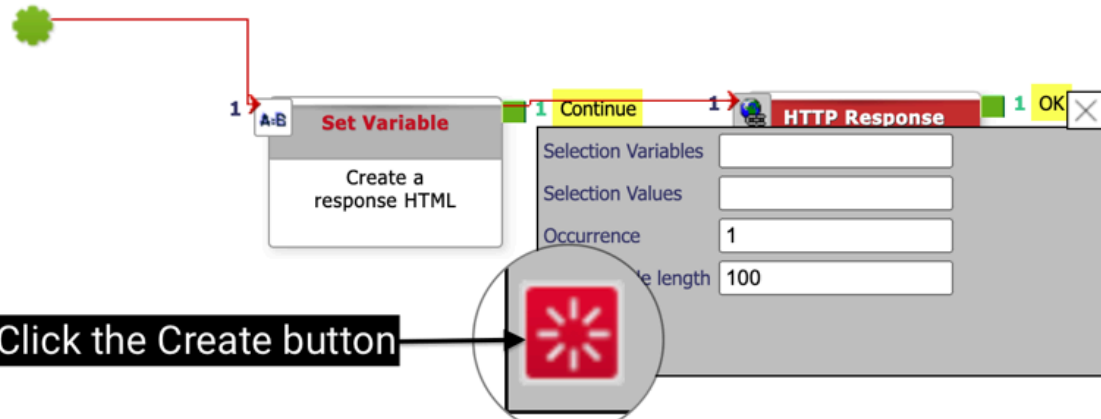 1
A=B
Set Variable
Create a
response HTML
1 Continue
1
HTTP Response
1 OK
Selection Variables
Selection Values
Occurrence 1
length 100
Click the Create button